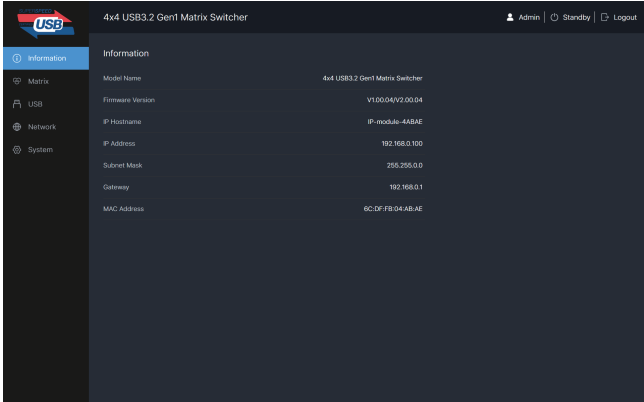 SUPERSPEED
USB
4x4 USB3.2 Gen1 Matrix Switcher
Admin
Standby
Logout
Information
Matrix
USB
Network
System
Information
Model Name 4x4 USB3.2 Gen1 Matrix Switcher
Firmware Version V1.00.04/V2.00.04
IP Hostname IP-module-4ABAE
IP Address 192.168.0.100
Subnet Mask 255.255.0.0
Gateway 192.168.0.1
MAC Address 6C:DF:FB:04:AB:AE